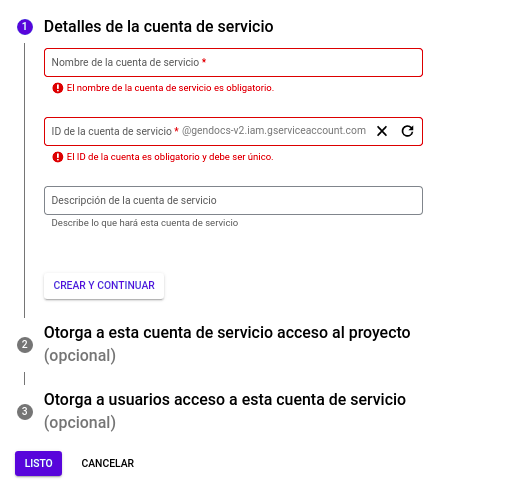 1 Detalles de la cuenta de servicio
Nombre de la cuenta de servicio *
El nombre de la cuenta de servicio es obligatorio.
ID de la cuenta de servicio * @gendocs-v2.iam.gserviceaccount.com
El ID de la cuenta es obligatorio y debe ser único.
Descripción de la cuenta de servicio
Describe lo que hará esta cuenta de servicio
CREAR Y CONTINUAR
2 Otorga a esta cuenta de servicio acceso al proyecto
(opcional)
3 Otorga a usuarios acceso a esta cuenta de servicio
(opcional)
LISTO CANCELAR